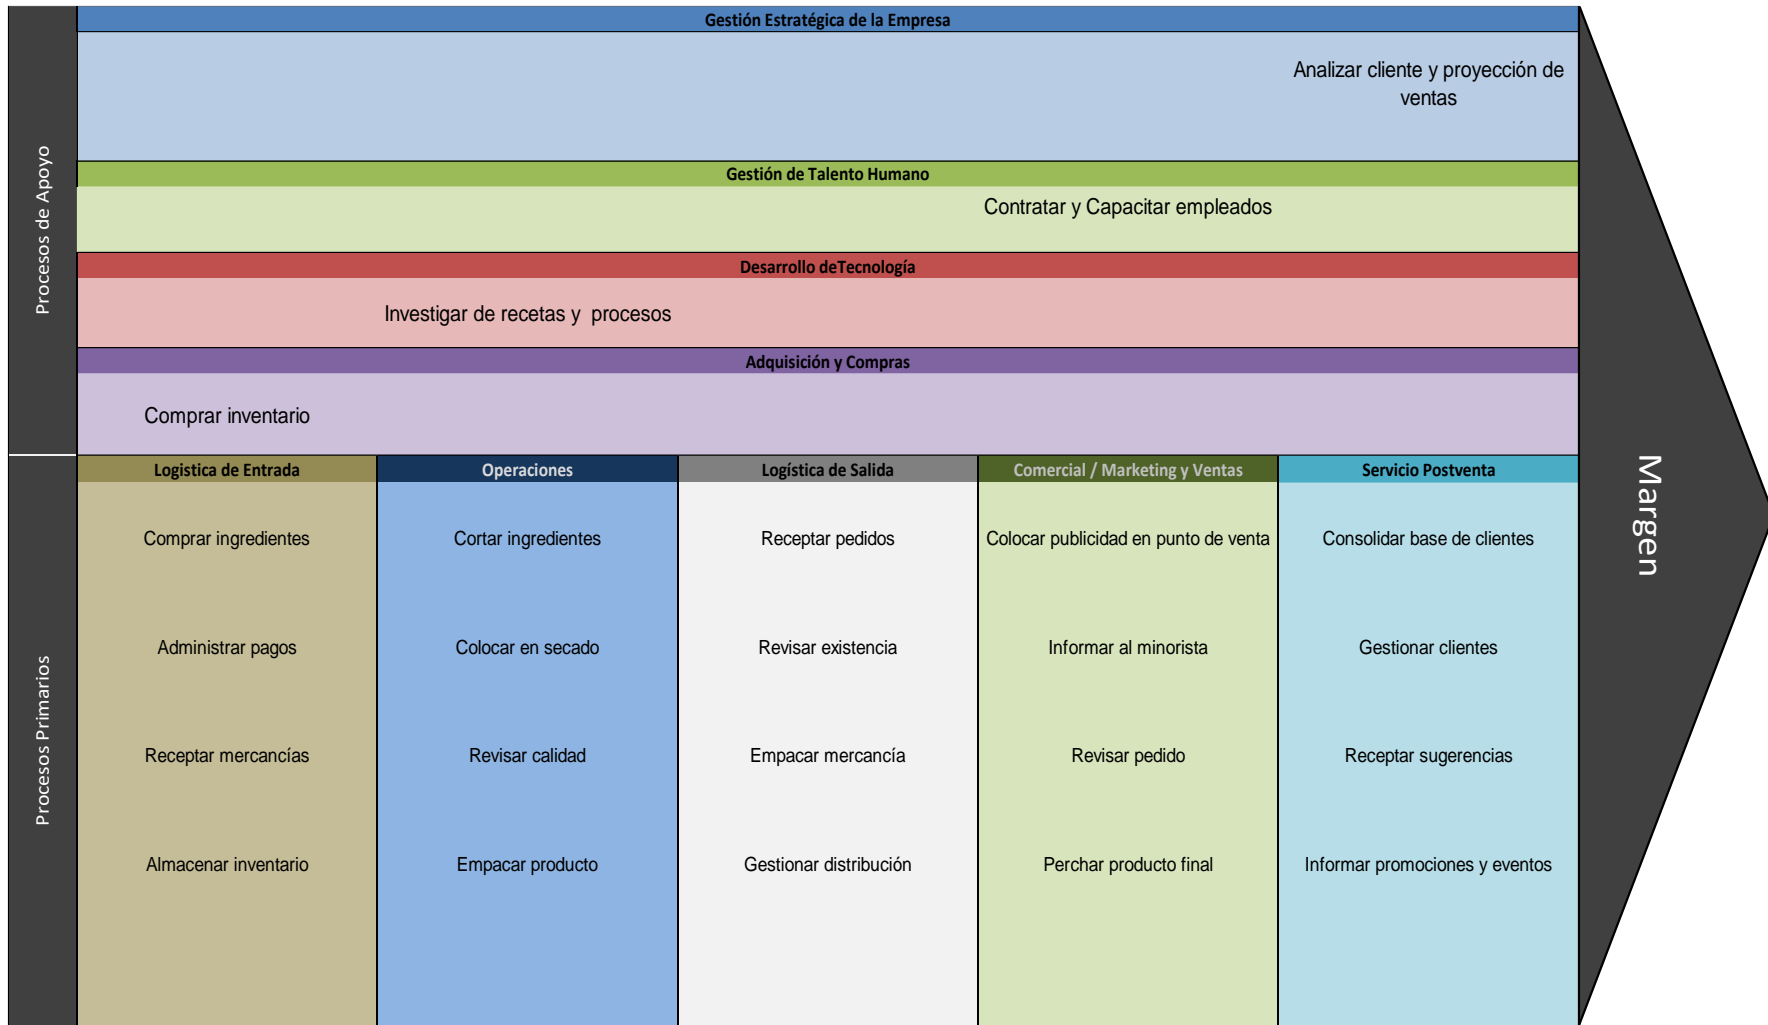 Gestión Estratégica de la Empresa
Analizar cliente y proyección de
ventas
Procesos de Apoyo
Gestión de Talento Humano
Contratar y Capacitar empleados
Desarrollo deTecnología
Investigar de recetas y  procesos
Adquisición y Compras
Comprar inventario
Procesos Primarios
Logistica de Entrada
Comprar ingredientes
Administrar pagos
Receptar mercancías
Almacenar inventario
Operaciones
Cortar ingredientes
Colocar en secado
Revisar calidad
Empacar producto
Logística de Salida
Receptar pedidos
Revisar existencia
Empacar mercancía
Gestionar distribución
Comercial / Marketing y Ventas
Colocar publicidad en punto de venta
Informar al minorista
Revisar pedido
Perchar producto final
Servicio Postventa
Consolidar base de clientes
Gestionar clientes
Receptar sugerencias
Informar promociones y eventos
Margen